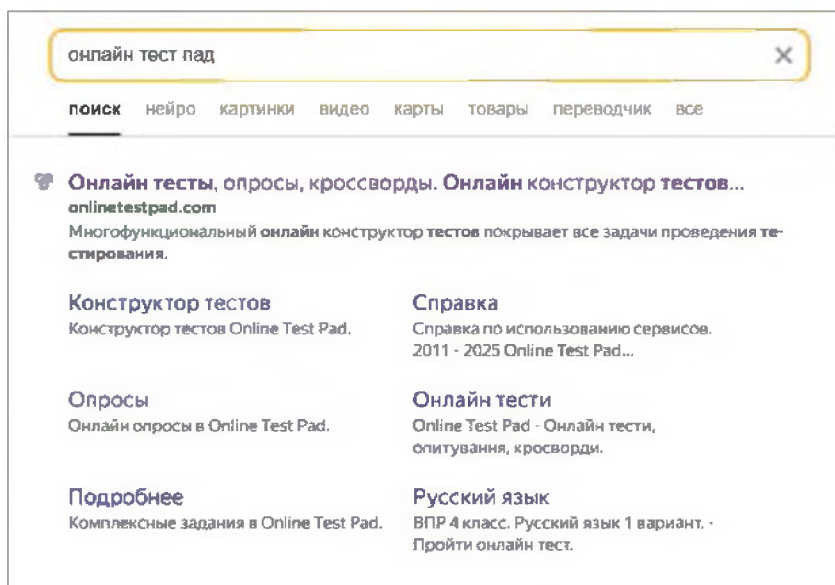 онлайн тест пад
поиск нейро картинки видео карты товары переводчик все
Онлайн тесты, опросы, кроссворды. Онлайн конструктор тестов...
onlinetestpad.com
Многофункциональный онлайн конструктор тестов покрывает все задачи проведения те-
стирования.
Конструктор тестов
Конструктор тестов Online Test Pad.
Справка
Справка по использованию сервисов.
2011 - 2025 Online Test Pad...
Опросы
Онлайн опросы в Online Test Pad.
Онлайн тести
Online Test Pad - Онлайн тести,
опитування, кросворди.
Подробнее
Комплексные задания в Online Test Pad.
Русский язык
ВПР 4 класс. Русский язык 1 вариант. -
Пройти онлайн тест.